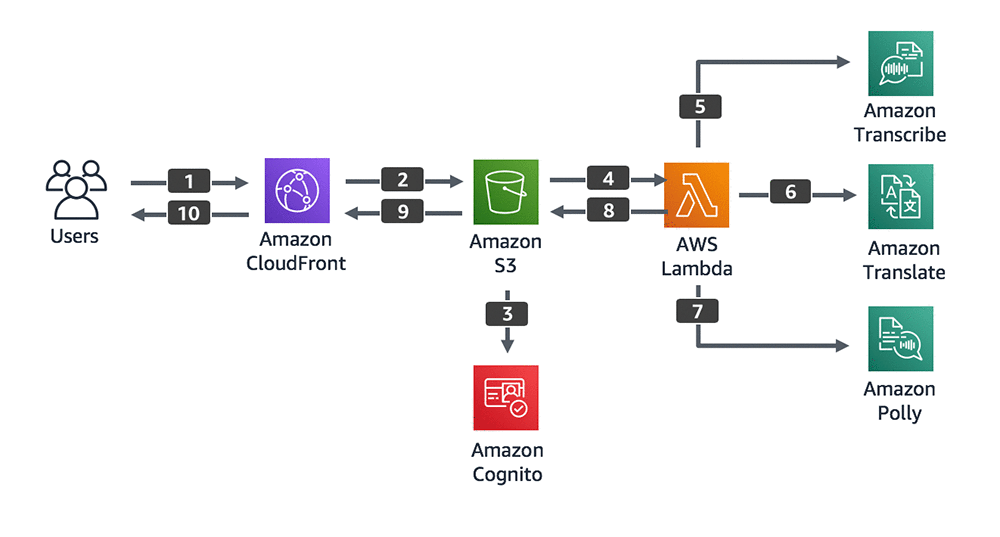 5
Amazon
Transcribe
1
2
4
6
10
9
8
Users
Amazon
CloudFront
Amazon
S3
AWS
Lambda
Amazon
Translate
3
7
Amazon
Polly
Amazon
Cognito